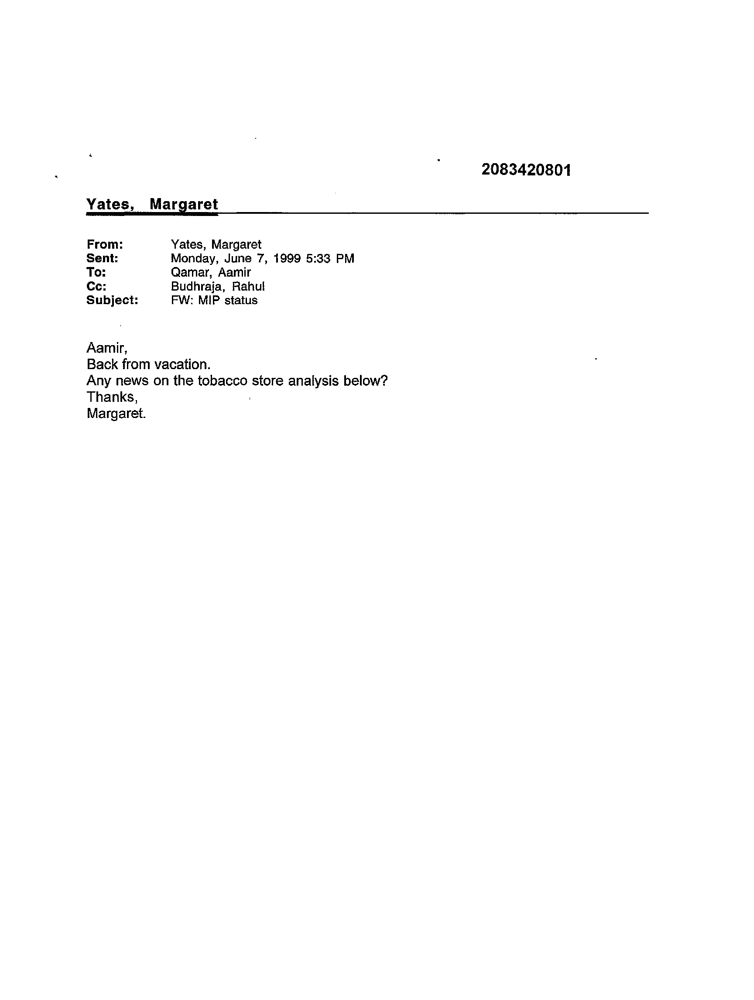 2083420801
Yates, Margaret
From: Yates, Margaret
Sent: Monday, June 7, 1999 5:33 PM
To: Qamar, Aamir
Cc: Budhraja, Rahul
Subject: FW: MIP status
Aamir,
Back from vacation.
Any news on the tobacco store analysis below?
Thanks,
Margaret.